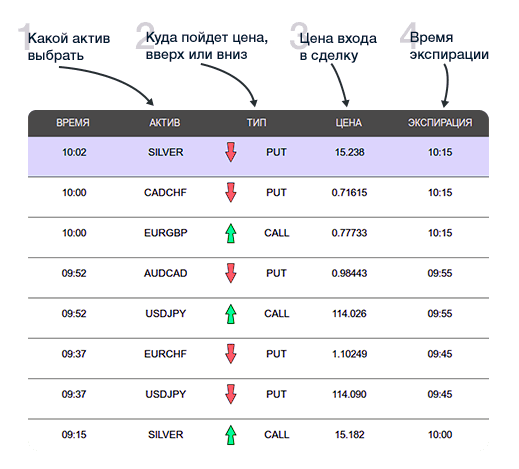 1 Какой актив
выбрать
2 Куда пойдет цена,
вверх или вниз
3 Цена входа
в сделку
4 Время
экспирации
ВРЕМЯ АКТИВ ТИП ЦЕНА ЭКСПИРАЦИЯ
10:02 SILVER PUT 15.238 10:15
10:00 CADCHF PUT 0.71615 10:15
10:00 EURGBP CALL 0.77733 10:15
09:52 AUDCAD PUT 0.98443 09:55
09:52 USDJPY CALL 114.026 09:55
09:37 EURCHF PUT 1.10249 09:45
09:37 USDJPY PUT 114.090 09:45
09:15 SILVER CALL 15.182 10:00